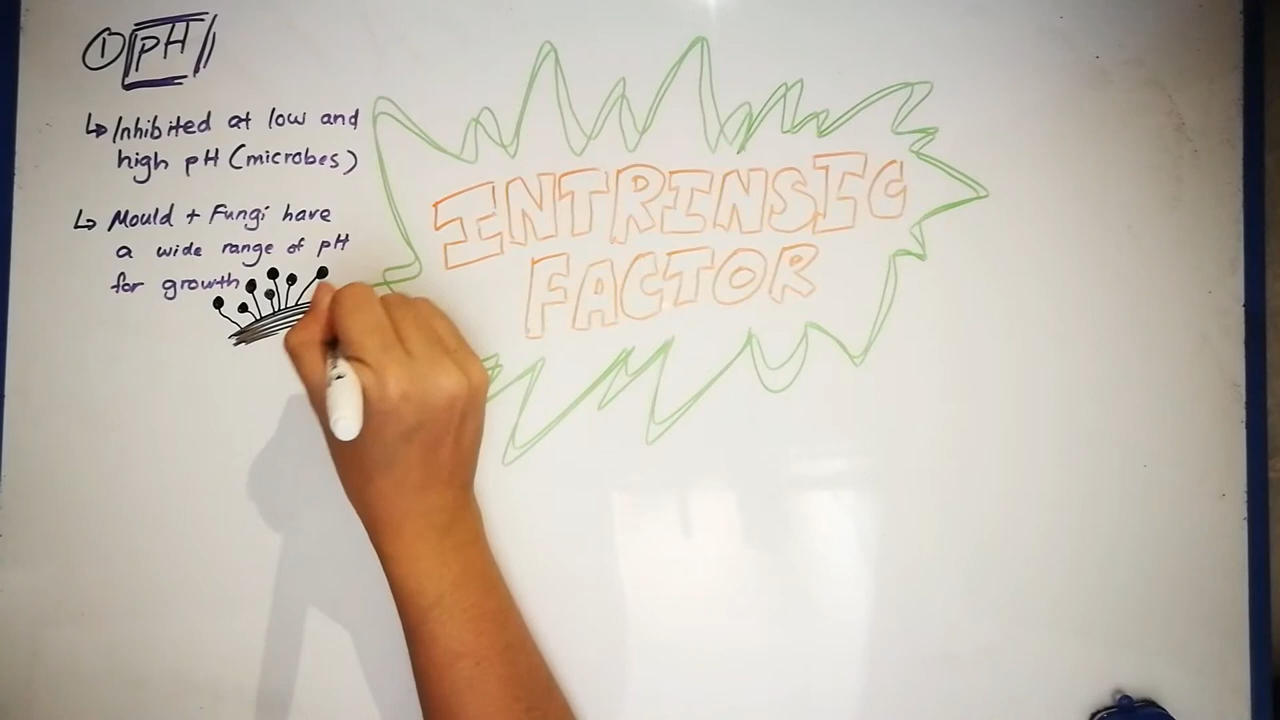 ① pH
↳ Inhibited at low and
high pH (microbes)
↳ Mould + Fungi have
a wide range of pH
for growth
INTRINSIC
FACTOR